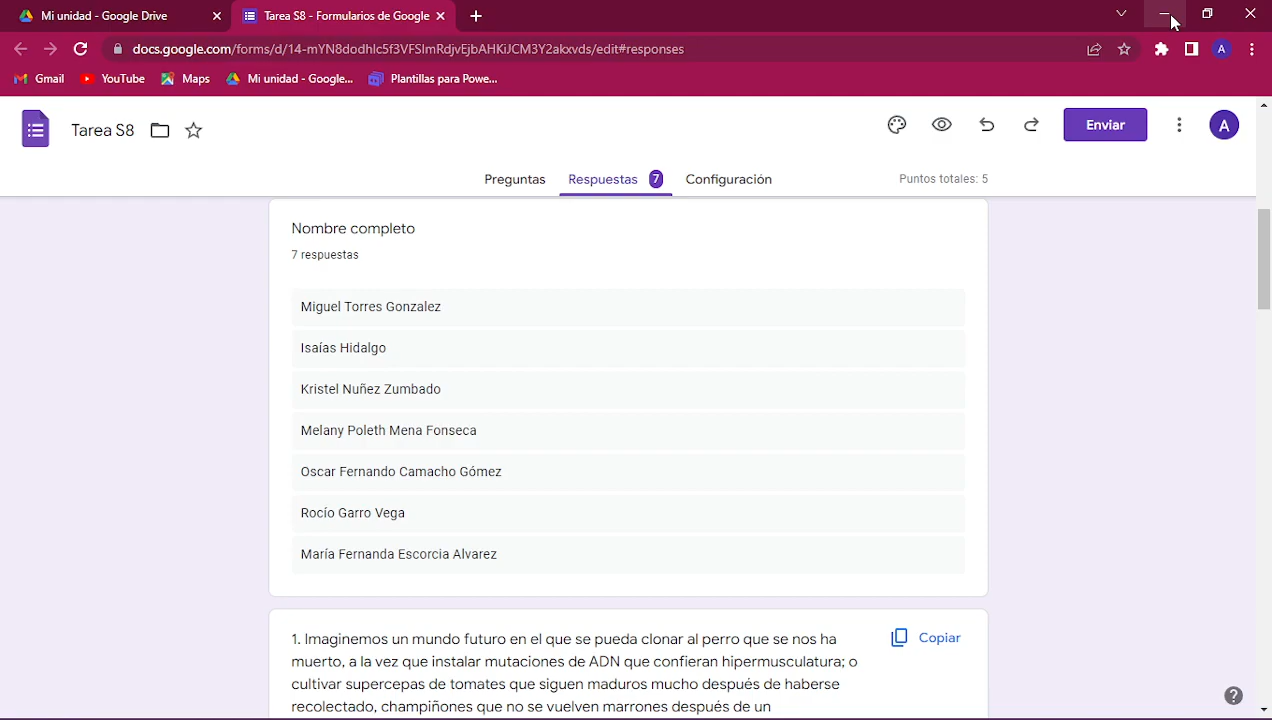 Mi unidad - Google Drive
Tarea S8 - Formularios de Google
docs.google.com/forms/d/14-mYN8dodhlc5f3VFSlmRdjvEjbAHKiJCM3Y2akxvds/edit#responses
A
Gmail
YouTube
Maps
Mi unidad - Google...
Plantillas para Powe...
Tarea S8
Enviar
A
Preguntas
Respuestas
7
Configuración
Puntos totales: 5
Nombre completo
7 respuestas
Miguel Torres Gonzalez
Isaías Hidalgo
Kristel Nuñez Zumbado
Melany Poleth Mena Fonseca
Oscar Fernando Camacho Gómez
Rocío Garro Vega
María Fernanda Escorcia Alvarez
1. Imaginemos un mundo futuro en el que se pueda clonar al perro que se nos ha
muerto, a la vez que instalar mutaciones de ADN que confieran hipermusculatura; o
cultivar supercepas de tomates que siguen maduros mucho después de haberse
recolectado, champiñones que no se vuelven marrones después de un
Copiar